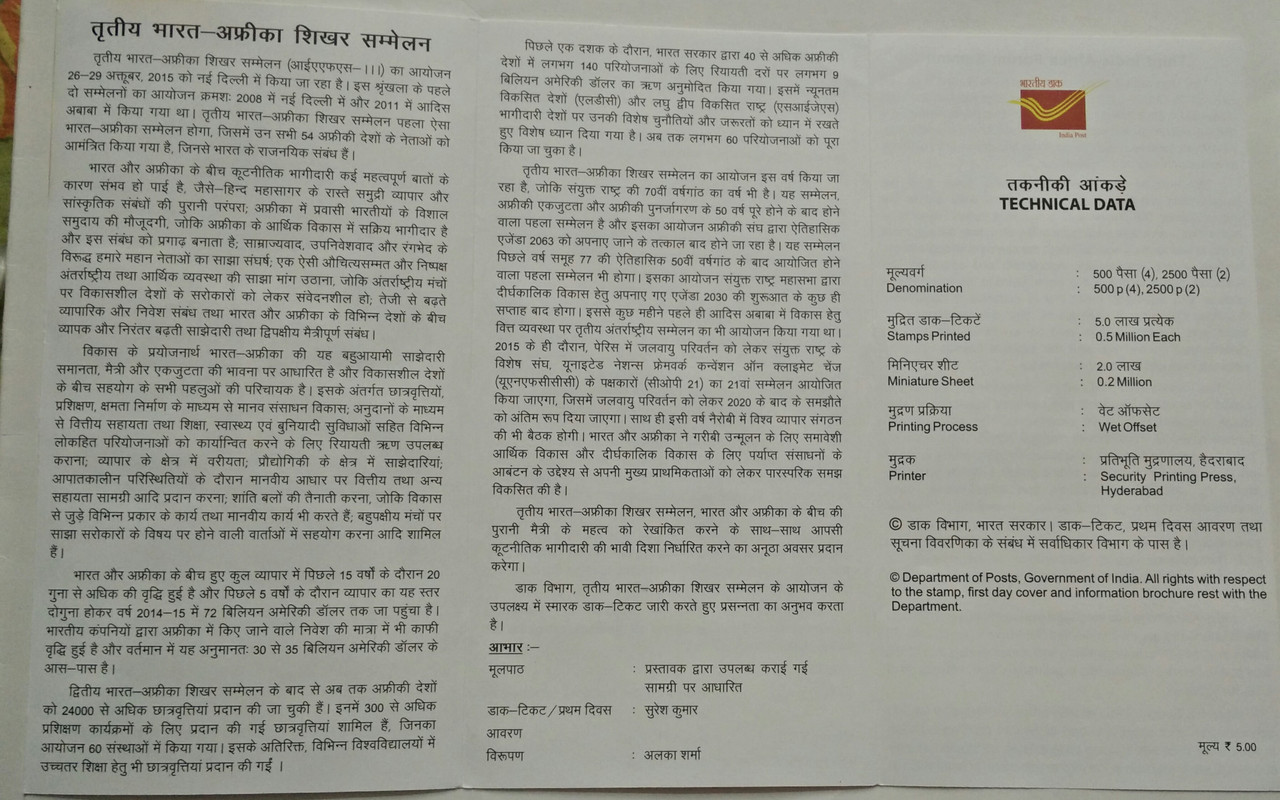 तृतीय भारत–अफ्रीका शिखर सम्मेलन
तृतीय भारत–अफ्रीका शिखर सम्मेलन (आईएएफएस–।।।) का आयोजन
26–29 अक्तूबर, 2015 को नई दिल्ली में किया जा रहा है। इस श्रृंखला के पहले
दो सम्मेलनों का आयोजन क्रमशः 2008 में नई दिल्ली में और 2011 में आदिस
अबाबा में किया गया था। तृतीय भारत–अफ्रीका शिखर सम्मेलन पहला ऐसा
भारत–अफ्रीका सम्मेलन होगा, जिसमें उन सभी 54 अफ्रीकी देशों के नेताओं को
आमंत्रित किया गया है, जिनसे भारत के राजनयिक संबंध हैं।
भारत और अफ्रीका के बीच कूटनीतिक भागीदारी कई महत्वपूर्ण बातों के
कारण संभव हो पाई है, जैसे–हिन्द महासागर के रास्ते समुद्री व्यापार और
सांस्कृतिक संबंधों की पुरानी परंपरा; अफ्रीका में प्रवासी भारतीयों के विशाल
समुदाय की मौजूदगी, जोकि अफ्रीका के आर्थिक विकास में सक्रिय भागीदार है
और इस संबंध को प्रगाढ़ बनाता है; साम्राज्यवाद, उपनिवेशवाद और रंगभेद के
विरूद्ध हमारे महान नेताओं का साझा संघर्ष; एक ऐसी औचित्यसम्मत और निष्पक्ष
अंतर्राष्ट्रीय तथा आर्थिक व्यवस्था की साझा मांग उठाना, जोकि अंतर्राष्ट्रीय मंचों
पर विकासशील देशों के सरोकारों को लेकर संवेदनशील हो; तेजी से बढ़ते
व्यापारिक और निवेश संबंध तथा भारत और अफ्रीका के विभिन्न देशों के बीच
व्यापक और निरंतर बढ़ती साझेदारी तथा द्विपक्षीय मैत्रीपूर्ण संबंध।
विकास के प्रयोजनार्थ भारत–अफ्रीका की यह बहुआयामी साझेदारी
समानता, मैत्री और एकजुटता की भावना पर आधारित है और विकासशील देशों
के बीच सहयोग के सभी पहलुओं की परिचायक है। इसके अंतर्गत छात्रवृत्तियों,
प्रशिक्षण, क्षमता निर्माण के माध्यम से मानव संसाधन विकास; अनुदानों के माध्यम
से वित्तीय सहायता तथा शिक्षा, स्वास्थ्य एवं बुनियादी सुविधाओं सहित विभिन्न
लोकहित परियोजनाओं को कार्यान्वित करने के लिए रियायती ऋण उपलब्ध
कराना; व्यापार के क्षेत्र में वरीयता; प्रौद्योगिकी के क्षेत्र में साझेदारियां;
आपातकालीन परिस्थितियों के दौरान मानवीय आधार पर वित्तीय तथा अन्य
सहायता सामग्री आदि प्रदान करना; शांति बलों की तैनाती करना, जोकि विकास
से जुड़े विभिन्न प्रकार के कार्य तथा मानवीय कार्य भी करते हैं; बहुपक्षीय मंचों पर
साझा सरोकारों के विषय पर होने वाली वार्ताओं में सहयोग करना आदि शामिल
हैं।
भारत और अफ्रीका के बीच हुए कुल व्यापार में पिछले 15 वर्षों के दौरान 20
गुना से अधिक की वृद्धि हुई है और पिछले 5 वर्षों के दौरान व्यापार का यह स्तर
दोगुना होकर वर्ष 2014–15 में 72 बिलियन अमेरिकी डॉलर तक जा पहुंचा है।
भारतीय कंपनियों द्वारा अफ्रीका में किए जाने वाले निवेश की मात्रा में भी काफी
वृद्धि हुई है और वर्तमान में यह अनुमानतः 30 से 35 बिलियन अमेरिकी डॉलर के
आस–पास है।
द्वितीय भारत–अफ्रीका शिखर सम्मेलन के बाद से अब तक अफ्रीकी देशों
को 24000 से अधिक छात्रवृत्तियां प्रदान की जा चुकी हैं। इनमें 300 से अधिक
प्रशिक्षण कार्यक्रमों के लिए प्रदान की गई छात्रवृत्तियां शामिल हैं, जिनका
आयोजन 60 संस्थाओं में किया गया। इसके अतिरिक्त, विभिन्न विश्वविद्यालयों में
उच्चतर शिक्षा हेतु भी छात्रवृत्तियां प्रदान की गईं ।
पिछले एक दशक के दौरान, भारत सरकार द्वारा 40 से अधिक अफ्रीकी
देशों में लगभग 140 परियोजनाओं के लिए रियायती दरों पर लगभग 9
बिलियन अमेरिकी डॉलर का ऋण अनुमोदित किया गया। इसमें न्यूनतम
विकसित देशों (एलडीसी) और लघु द्वीप विकसित राष्ट्र (एसआईजेएस)
भागीदारी देशों पर उनकी विशेष चुनौतियों और जरूरतों को ध्यान में रखते
हुए विशेष ध्यान दिया गया है। अब तक लगभग 60 परियोजनाओं को पूरा
किया जा चुका है।
तृतीय भारत–अफ्रीका शिखर सम्मेलन का आयोजन इस वर्ष किया जा
रहा है, जोकि संयुक्त राष्ट्र की 70वीं वर्षगांठ का वर्ष भी है। यह सम्मेलन,
अफ्रीकी एकजुटता और अफ्रीकी पुनर्जागरण के 50 वर्ष पूरे होने के बाद होने
वाला पहला सम्मेलन है और इसका आयोजन अफ्रीकी संघ द्वारा ऐतिहासिक
एजेंडा 2063 को अपनाए जाने के तत्काल बाद होने जा रहा है। यह सम्मेलन
पिछले वर्ष समूह 77 की ऐतिहासिक 50वीं वर्षगांठ के बाद आयोजित होने
वाला पहला सम्मेलन भी होगा। इसका आयोजन संयुक्त राष्ट्र महासभा द्वारा
दीर्घकालिक विकास हेतु अपनाए गए एजेंडा 2030 की शुरूआत के कुछ ही
सप्ताह बाद होगा। इससे कुछ महीने पहले ही आदिस अबाबा में विकास हेतु
वित्त व्यवस्था पर तृतीय अंतर्राष्ट्रीय सम्मेलन का भी आयोजन किया गया था।
2015 के ही दौरान, पेरिस में जलवायु परिवर्तन को लेकर संयुक्त राष्ट्र के
विशेष संघ, यूनाइटेड नेशन्स फ्रेमवर्क कन्वेंशन ऑन क्लाइमेट चेंज
(यूएनएफसीसीसी) के पक्षकारों (सीओपी 21) का 21वां सम्मेलन आयोजित
किया जाएगा, जिसमें जलवायु परिवर्तन को लेकर 2020 के बाद के समझौते
को अंतिम रूप दिया जाएगा। साथ ही इसी वर्ष नैरोबी में विश्व व्यापार संगठन
की भी बैठक होगी। भारत और अफ्रीका ने गरीबी उन्मूलन के लिए समावेशी
आर्थिक विकास और दीर्घकालिक विकास के लिए पर्याप्त संसाधनों के
आबंटन के उद्देश्य से अपनी मुख्य प्राथमिकताओं को लेकर पारस्परिक समझ
विकसित की है।
तृतीय भारत–अफ्रीका शिखर सम्मेलन, भारत और अफ्रीका के बीच की
पुरानी मैत्री के महत्व को रेखांकित करने के साथ–साथ आपसी
कूटनीतिक भागीदारी की भावी दिशा निर्धारित करने का अनूठा अवसर प्रदान
करेगा।
डाक विभाग, तृतीय भारत–अफ्रीका शिखर सम्मेलन के आयोजन के
उपलक्ष्य में स्मारक डाक–टिकट जारी करते हुए प्रसन्नता का अनुभव करता
है।
आभार :–
मूलपाठ : प्रस्तावक द्वारा उपलब्ध कराई गई
सामग्री पर आधारित
डाक–टिकट/प्रथम दिवस : सुरेश कुमार
आवरण
विरूपण : अलका शर्मा
भारतीय डाक
India Post
तकनीकी आंकड़े
TECHNICAL DATA
मूल्यवर्ग : 500 पैसा (4), 2500 पैसा (2)
Denomination : 500 p (4), 2500 p (2)
मुद्रित डाक–टिकटें : 5.0 लाख प्रत्येक
Stamps Printed : 0.5 Million Each
मिनिएचर शीट : 2.0 लाख
Miniature Sheet : 0.2 Million
मुद्रण प्रक्रिया : वेट ऑफसेट
Printing Process : Wet Offset
मुद्रक : प्रतिभूति मुद्रणालय, हैदराबाद
Printer : Security Printing Press,
Hyderabad
© डाक विभाग, भारत सरकार। डाक–टिकट, प्रथम दिवस आवरण तथा
सूचना विवरणिका के संबंध में सर्वाधिकार विभाग के पास है।
© Department of Posts, Government of India. All rights with respect
to the stamp, first day cover and information brochure rest with the
Department.
मूल्य ₹ 5.00